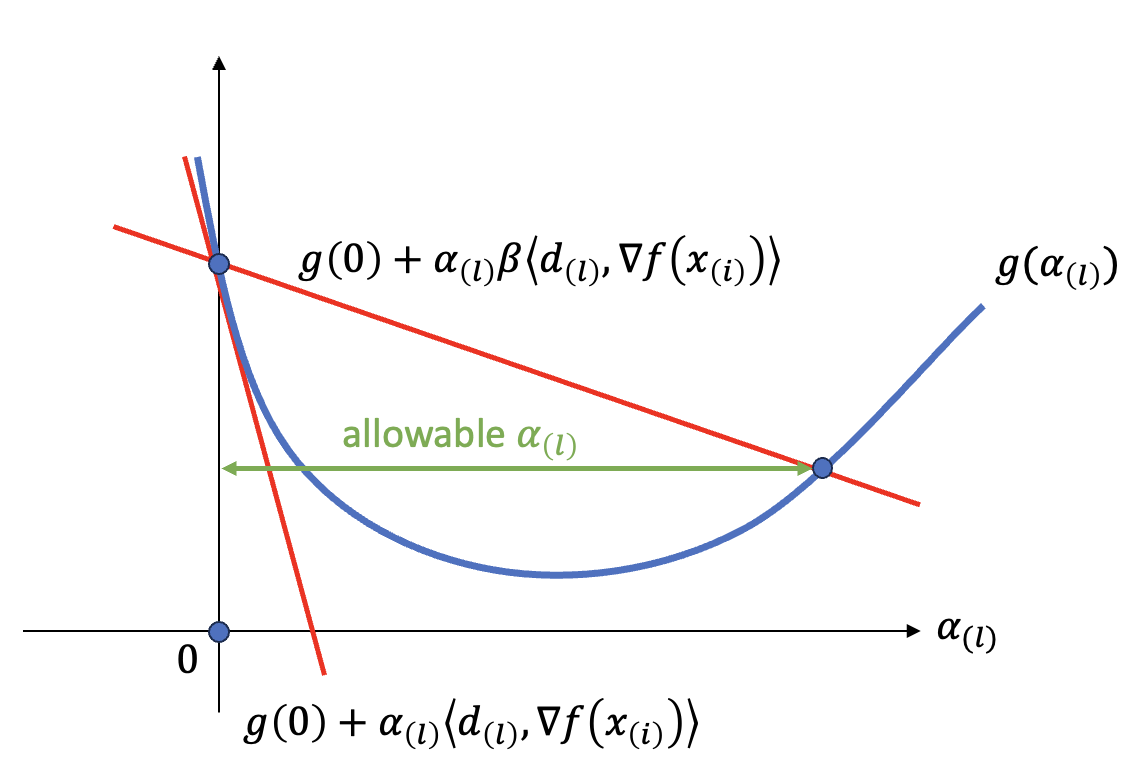 g(0) + α₍ₗ₎β⟨d₍ₗ₎, ∇f(x₍ᵢ₎)⟩
g(α₍ₗ₎)
allowable α₍ₗ₎
α₍ₗ₎
0
g(0) + α₍ₗ₎⟨d₍ₗ₎, ∇f(x₍ᵢ₎)⟩